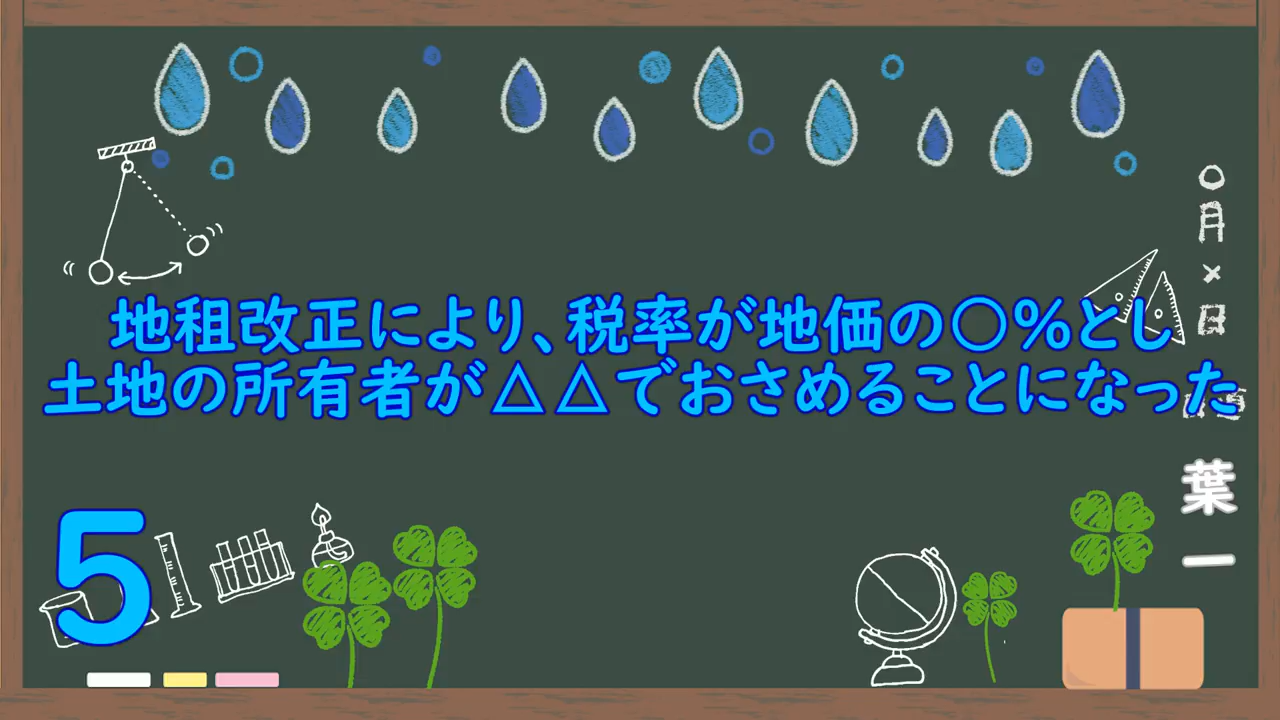 地租改正により、税率が地価の○％とし
土地の所有者が△△でおさめることになった
5
○月×日
葉一